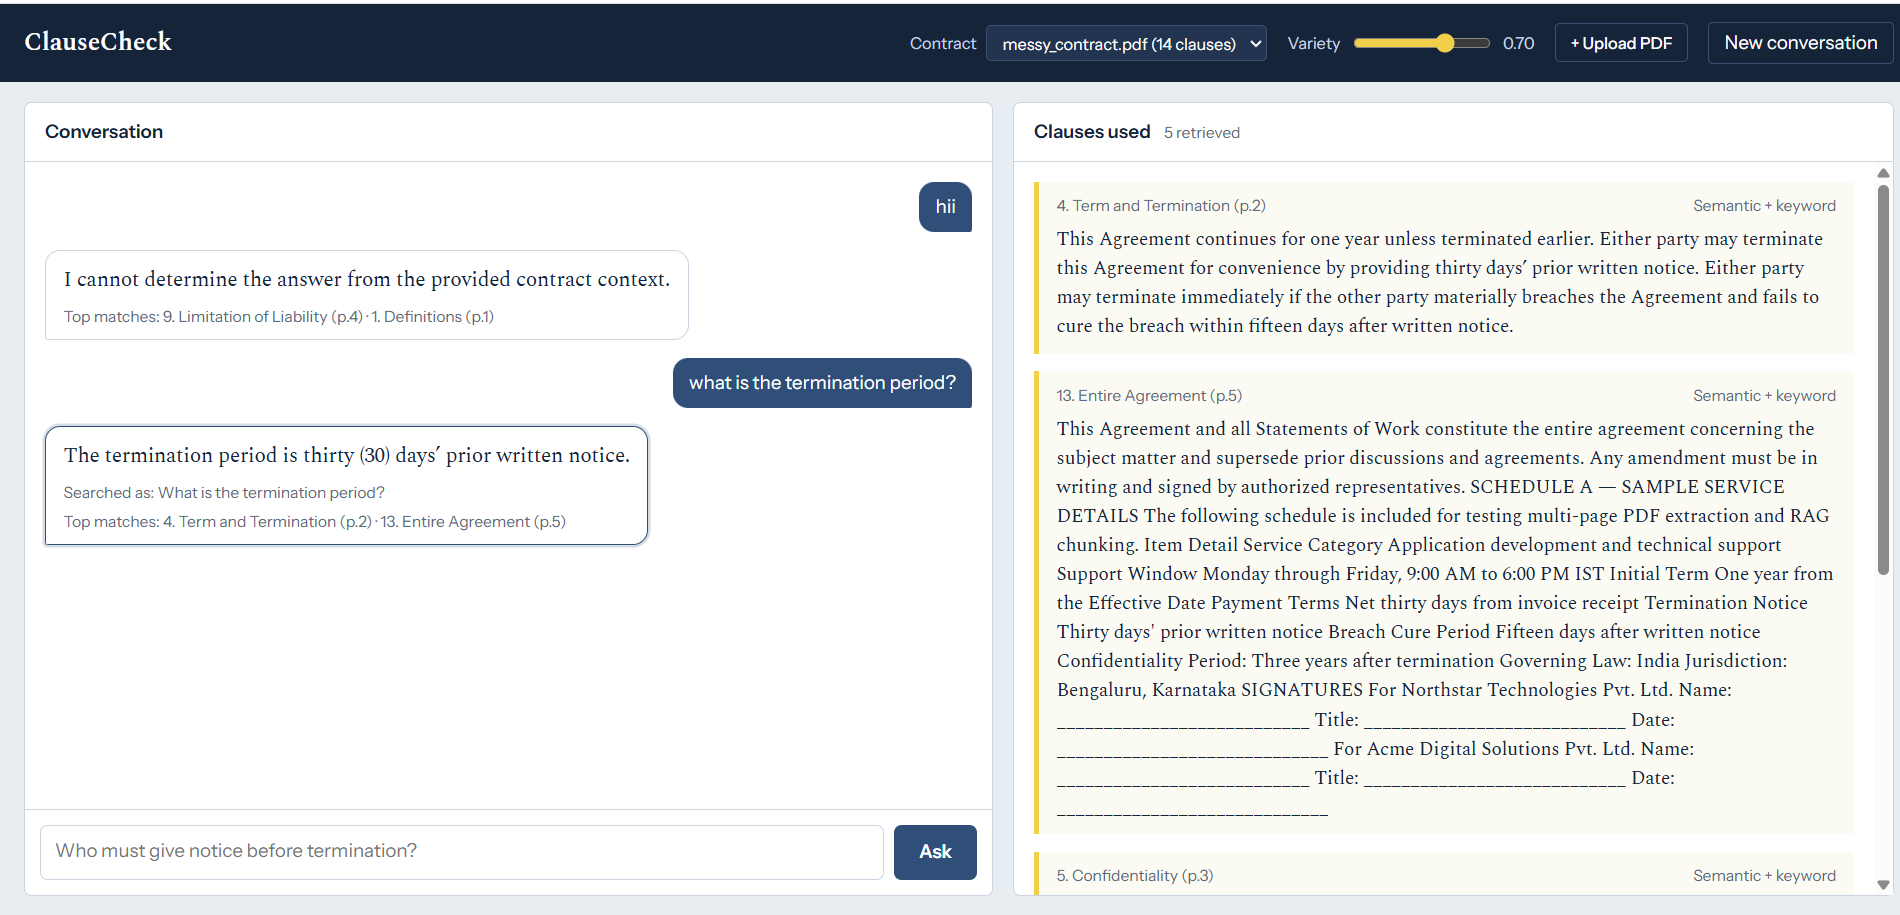 ClauseCheck
Contract
messy_contract.pdf (14 clauses)
Variety
0.70
+ Upload PDF
New conversation
Conversation
hii
I cannot determine the answer from the provided contract context.
Top matches: 9. Limitation of Liability (p.4) · 1. Definitions (p.1)
what is the termination period?
The termination period is thirty (30) days’ prior written notice.
Searched as: What is the termination period?
Top matches: 4. Term and Termination (p.2) · 13. Entire Agreement (p.5)
Who must give notice before termination?
Ask
Clauses used 5 retrieved
4. Term and Termination (p.2) Semantic + keyword
This Agreement continues for one year unless terminated earlier. Either party may terminate
this Agreement for convenience by providing thirty days’ prior written notice. Either party
may terminate immediately if the other party materially breaches the Agreement and fails to
cure the breach within fifteen days after written notice.
13. Entire Agreement (p.5) Semantic + keyword
This Agreement and all Statements of Work constitute the entire agreement concerning the
subject matter and supersede prior discussions and agreements. Any amendment must be in
writing and signed by authorized representatives. SCHEDULE A — SAMPLE SERVICE
DETAILS The following schedule is included for testing multi-page PDF extraction and RAG
chunking. Item Detail Service Category Application development and technical support
Support Window Monday through Friday, 9:00 AM to 6:00 PM IST Initial Term One year from
the Effective Date Payment Terms Net thirty days from invoice receipt Termination Notice
Thirty days' prior written notice Breach Cure Period Fifteen days after written notice
Confidentiality Period: Three years after termination Governing Law: India Jurisdiction:
Bengaluru, Karnataka SIGNATURES For Northstar Technologies Pvt. Ltd. Name:
__________________________ Title: ___________________________ Date:
____________________________ For Acme Digital Solutions Pvt. Ltd. Name:
__________________________ Title: ___________________________ Date:
____________________________
5. Confidentiality (p.3) Semantic + keyword